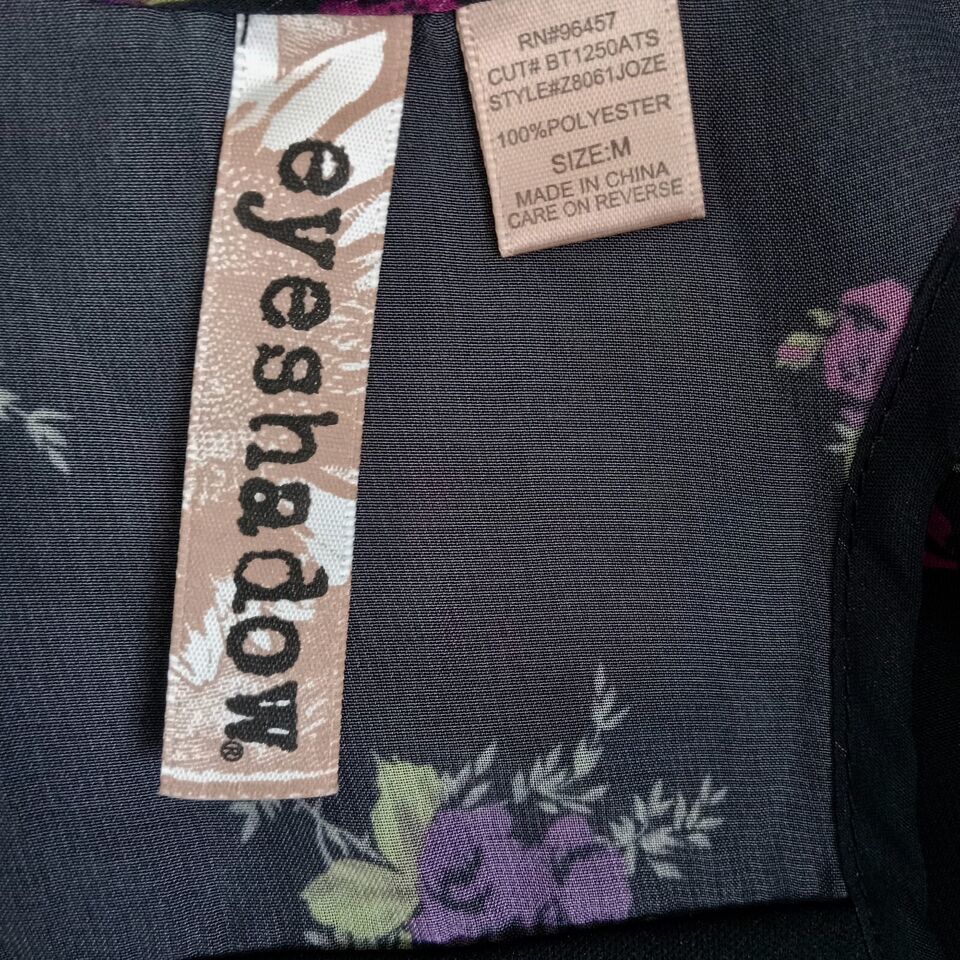 eyeshadow®
RN#96457
CUT# BT1250ATS
STYLE#Z8061JOZE
100%POLYESTER
SIZE:M
MADE IN CHINA
CARE ON REVERSE